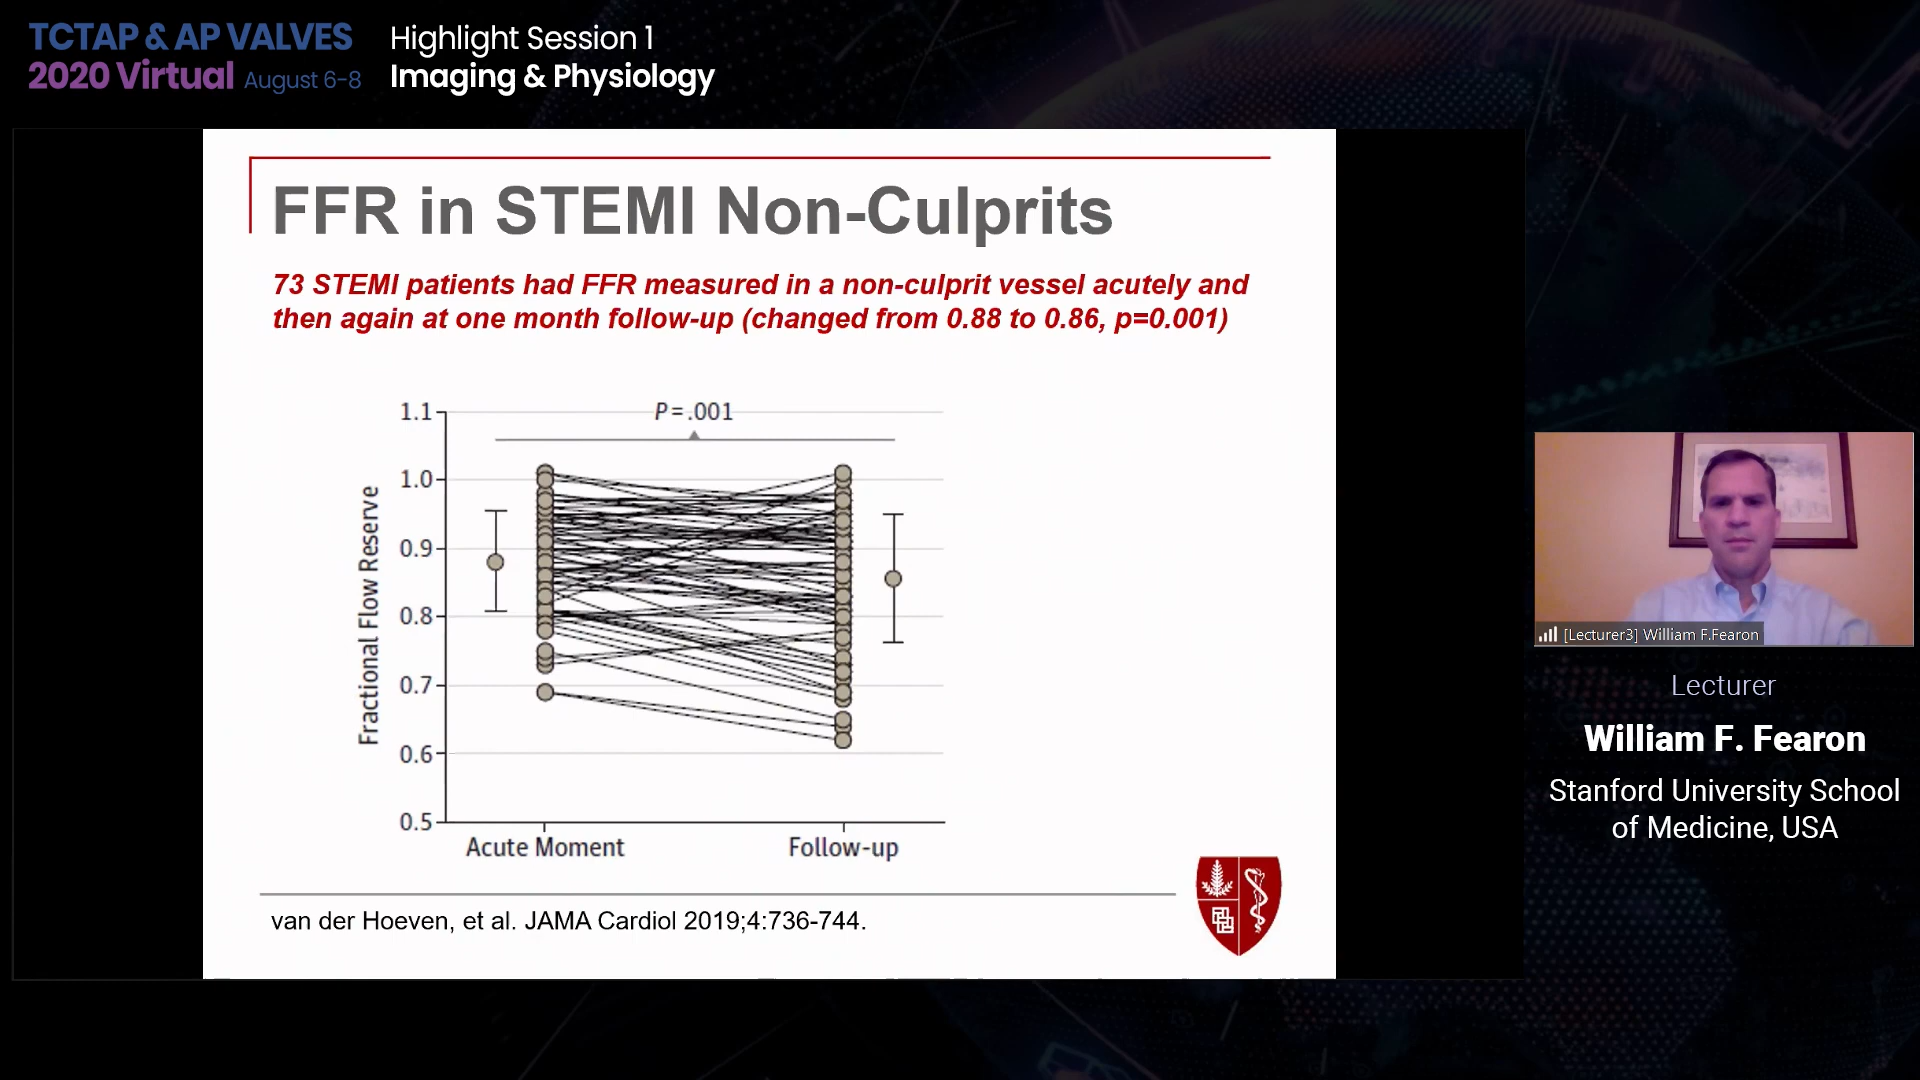 TCTAP & AP VALVES
2020 Virtual August 6-8
Highlight Session 1
Imaging & Physiology
FFR in STEMI Non-Culprits
73 STEMI patients had FFR measured in a non-culprit vessel acutely and
then again at one month follow-up (changed from 0.88 to 0.86, p=0.001)
P = .001
1.1
1.0
0.9
0.8
0.7
0.6
0.5
Fractional Flow Reserve
Acute Moment
Follow-up
van der Hoeven, et al. JAMA Cardiol 2019;4:736-744.
[Lecturer3] William F.Fearon
Lecturer
William F. Fearon
Stanford University School
of Medicine, USA